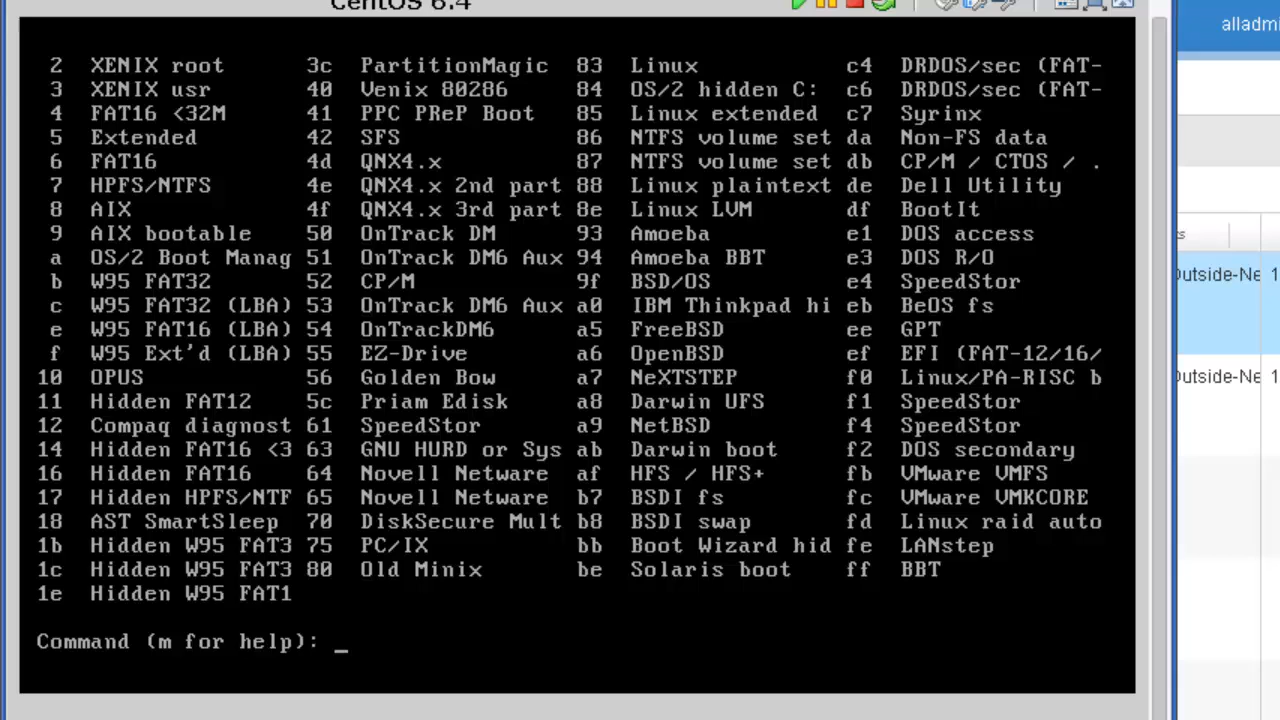 CentOS 6.4
alladmi
2 XENIX root 3c PartitionMagic 83 Linux c4 DRDOS/sec (FAT-
3 XENIX usr 40 Venix 80286 84 OS/2 hidden C: c6 DRDOS/sec (FAT-
4 FAT16 <32M 41 PPC PReP Boot 85 Linux extended c7 Syrinx
5 Extended 42 SFS 86 NTFS volume set da Non-FS data
6 FAT16 4d QNX4.x 87 NTFS volume set db CP/M / CTOS / .
7 HPFS/NTFS 4e QNX4.x 2nd part 88 Linux plaintext de Dell Utility
8 AIX 4f QNX4.x 3rd part 8e Linux LVM df BootIt
9 AIX bootable 50 OnTrack DM 93 Amoeba e1 DOS access
a OS/2 Boot Manag 51 OnTrack DM6 Aux 94 Amoeba BBT e3 DOS R/O
b W95 FAT32 52 CP/M 9f BSD/OS e4 SpeedStor
c W95 FAT32 (LBA) 53 OnTrack DM6 Aux a0 IBM Thinkpad hi eb BeOS fs
e W95 FAT16 (LBA) 54 OnTrackDM6 a5 FreeBSD ee GPT
f W95 Ext'd (LBA) 55 EZ-Drive a6 OpenBSD ef EFI (FAT-12/16/
10 OPUS 56 Golden Bow a7 NeXTSTEP f0 Linux/PA-RISC b
11 Hidden FAT12 5c Priam Edisk a8 Darwin UFS f1 SpeedStor
12 Compaq diagnost 61 SpeedStor a9 NetBSD f4 SpeedStor
14 Hidden FAT16 <3 63 GNU HURD or Sys ab Darwin boot f2 DOS secondary
16 Hidden FAT16 64 Novell Netware af HFS / HFS+ fb VMware VMFS
17 Hidden HPFS/NTF 65 Novell Netware b7 BSDI fs fc VMware VMKCORE
18 AST SmartSleep 70 DiskSecure Mult b8 BSDI swap fd Linux raid auto
1b Hidden W95 FAT3 75 PC/IX bb Boot Wizard hid fe LANstep
1c Hidden W95 FAT3 80 Old Minix be Solaris boot ff BBT
1e Hidden W95 FAT1
Command (m for help): _
s
Outside-Ne 1
Outside-Ne 1